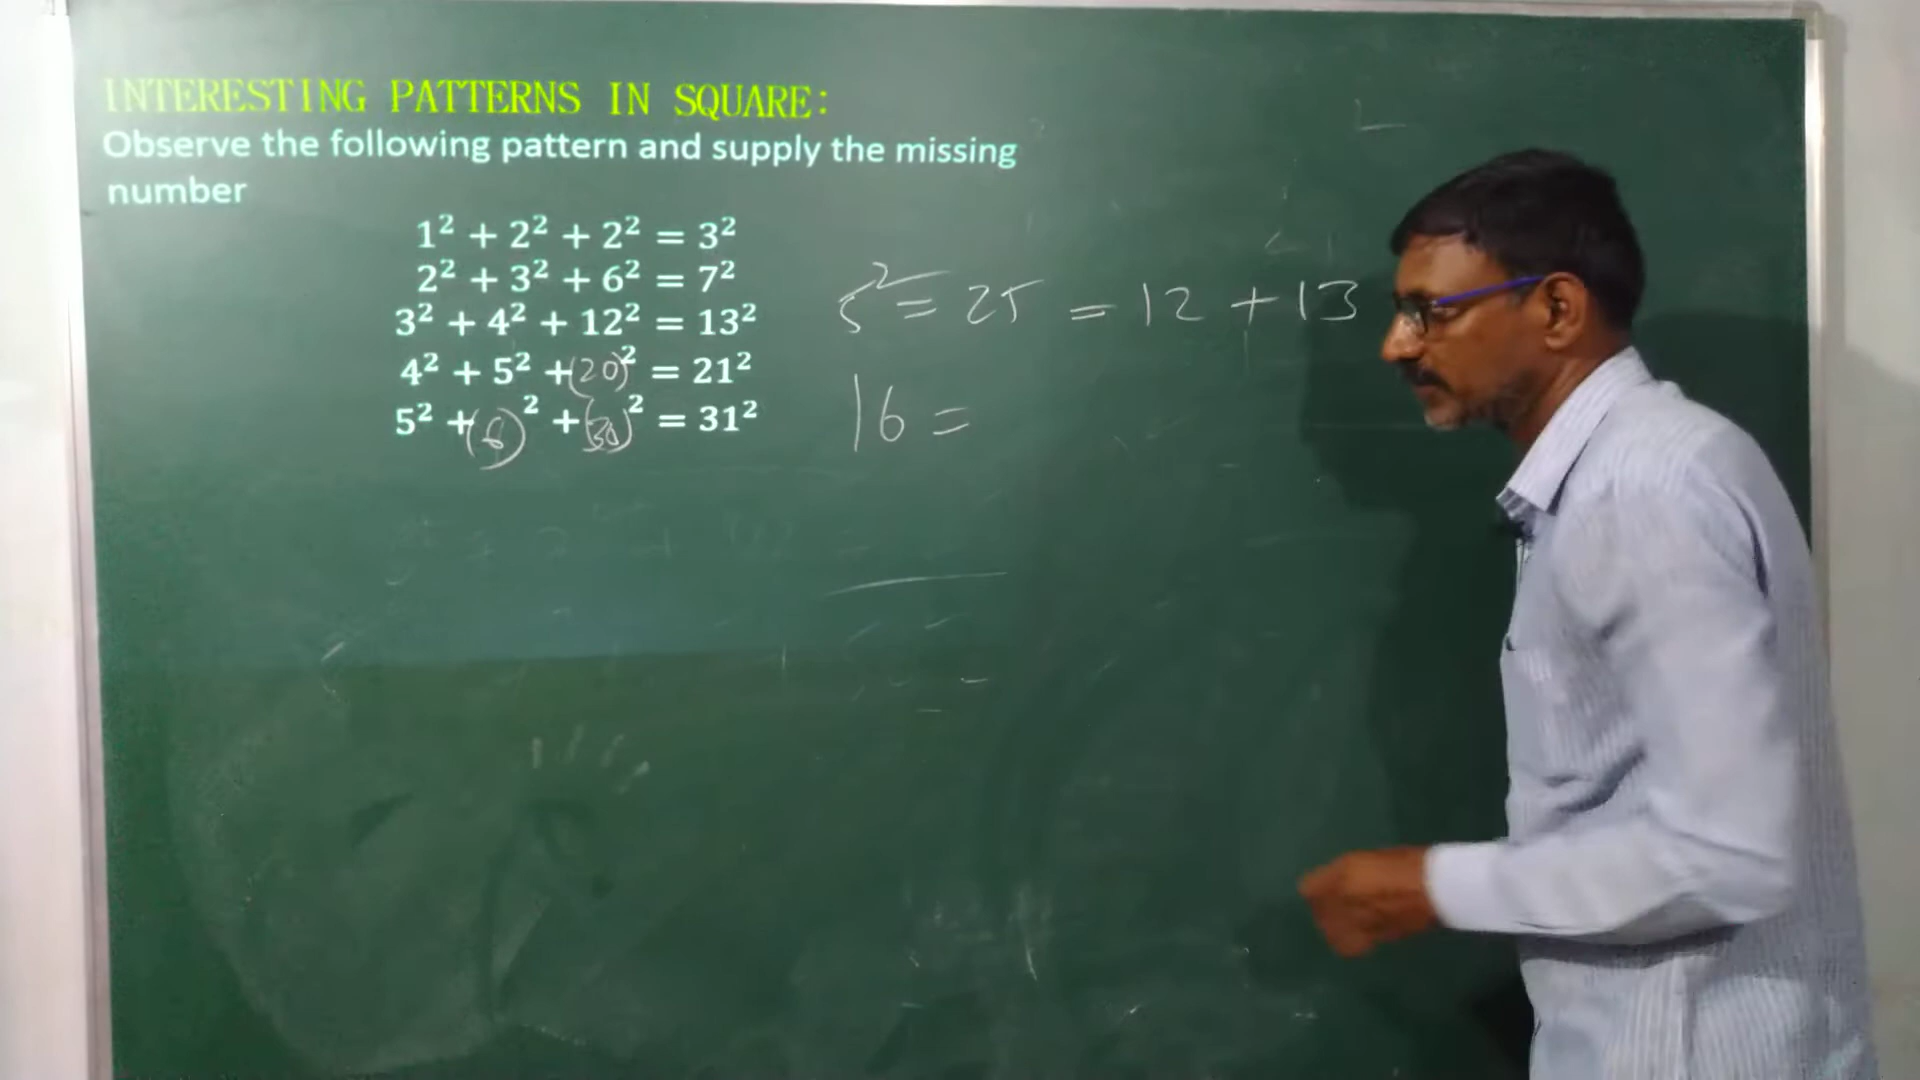 INTERESTING PATTERNS IN SQUARE:
Observe the following pattern and supply the missing
number
1² + 2² + 2² = 3²
2² + 3² + 6² = 7²
3² + 4² + 12² = 13²
4² + 5² +(20)² = 21²
5² +(6)² +(30)² = 31²
5² = 25 = 12 + 13
16 =